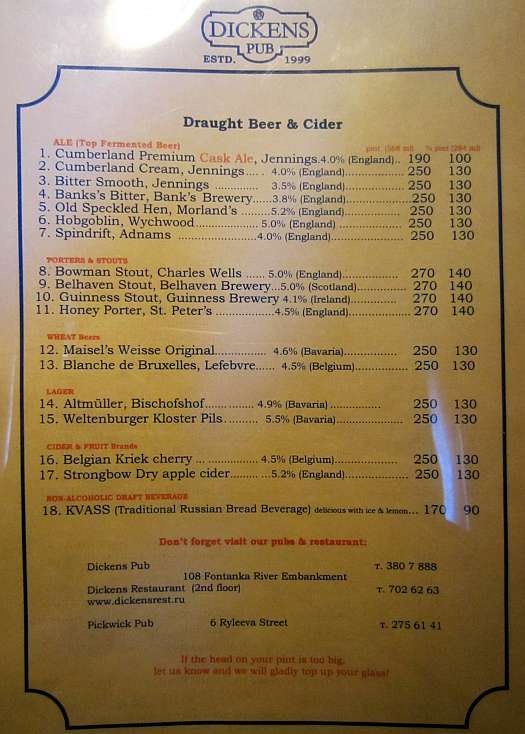 DICKENS
PUB
ESTD. 1999
Draught Beer & Cider
ALE (Top Fermented Beer) pint (568 ml) ½ pint (284 ml)
1. Cumberland Premium Cask Ale, Jennings.4.0% (England).. 190 100
2. Cumberland Cream, Jennings.... 4.0% (England)................ 250 130
3. Bitter Smooth, Jennings ............ 3.5% (England)................ 250 130
4. Banks's Bitter, Bank's Brewery.....3.8% (England)................250 130
5. Old Speckled Hen, Morland's .......5.2% (England)................ 250 130
6. Hobgoblin, Wychwood.....................5.0% (England) ................ 250 130
7. Spindrift, Adnams .....................4.0% (England)................ 250 130
PORTERS & STOUTS
8. Bowman Stout, Charles Wells ...... 5.0% (England)................ 270 140
9. Belhaven Stout, Belhaven Brewery...5.0% (Scotland)............... 270 140
10. Guinness Stout, Guinness Brewery 4.1% (Ireland)................ 270 140
11. Honey Porter, St. Peter's ................4.5% (England)................ 270 140
WHEAT Beers
12. Maisel's Weisse Original................ 4.6% (Bavaria)................ 250 130
13. Blanche de Bruxelles, Lefebvre...... 4.5% (Belgium)................ 250 130
LAGER
14. Altmüller, Bischofshof............... 4.9% (Bavaria) ................ 250 130
15. Weltenburger Kloster Pils........... 5.5% (Bavaria)................ 250 130
CIDER & FRUIT Brands
16. Belgian Kriek cherry ... ................ 4.5% (Belgium)................ 250 130
17. Strongbow Dry apple cider...........5.2% (England)................ 250 130
NON-ALCOHOLIC DRAFT BEVERAGE
18. KVASS (Traditional Russian Bread Beverage) delicious with ice & lemon... 170 90
Don't forget visit our pubs & restaurant:
Dickens Pub т. 380 7 888
108 Fontanka River Embankment
Dickens Restaurant (2nd floor) т. 702 62 63
www.dickensrest.ru
Pickwick Pub 6 Ryleeva Street т. 275 61 41
If the head on your pint is too big,
let us know and we will gladly top up your glass!